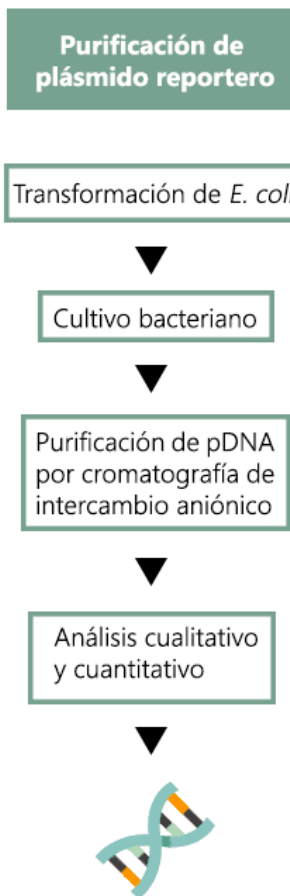 Purificación de
plásmido reportero
Transformación de E. coli
Cultivo bacteriano
Purificación de pDNA
por cromatografía de
intercambio aniónico
Análisis cualitativo
y cuantitativo